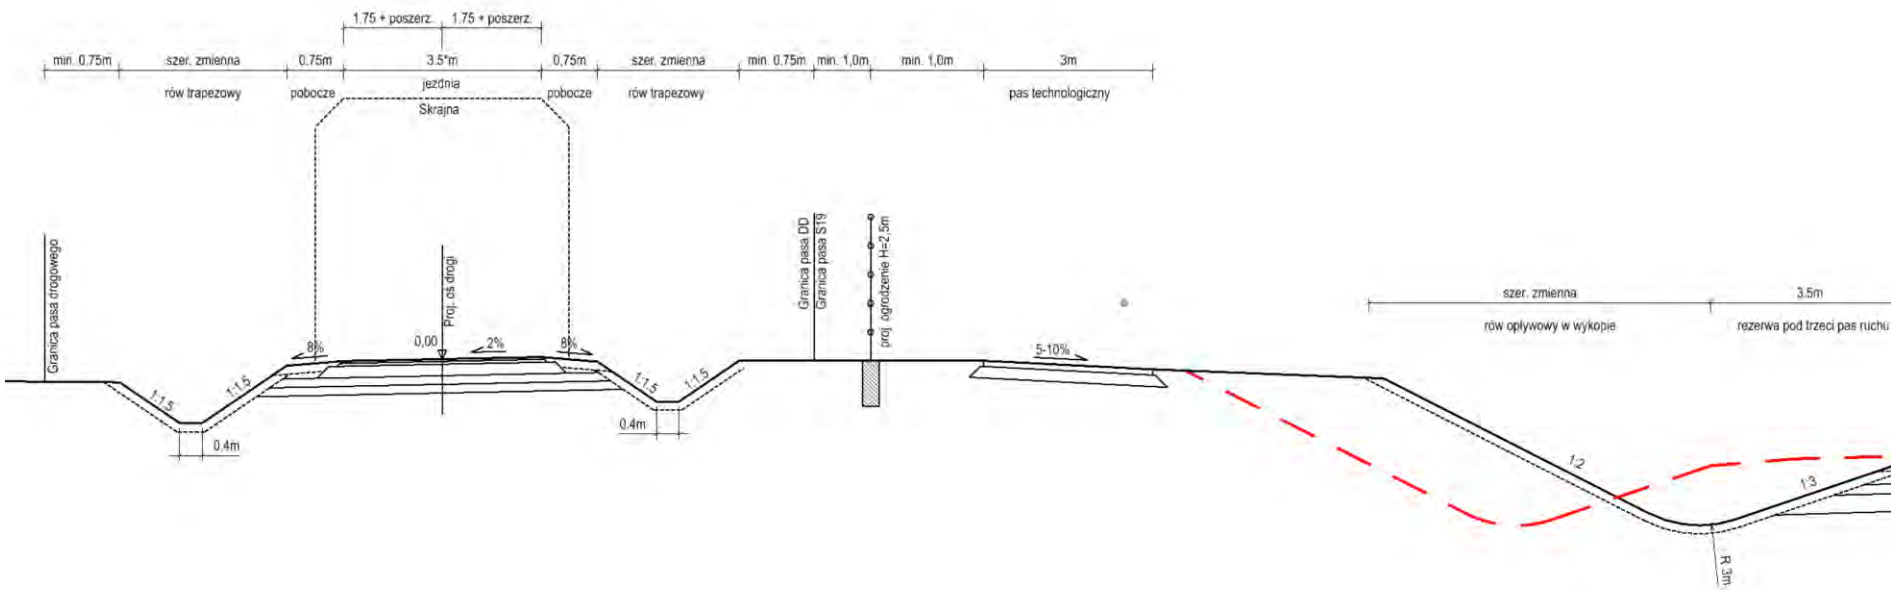 1.75 + poszerz. 1.75 + poszerz.
min. 0.75m szer. zmienna 0.75m 3.5*m 0,75m szer. zmienna min. 0.75m min. 1,0m min. 1,0m 3m
rów trapezowy pobocze jezdnia pobocze rów trapezowy pas technologiczny
Skrajna
Granica pasa drogowego
Proj. oś drogi
Granica pasa DD
Granica pasa S19
proj. ogrodzenie H=2,5m
szer. zmienna 3.5m
rów opływowy w wykopie rezerwa pod trzeci pas ruchu
8% 0,00 2% 8% 5-10%
1:1.5 1:1.5 1:1.5 1:1.5
0.4m 0.4m
1:2 1:3
R 3m